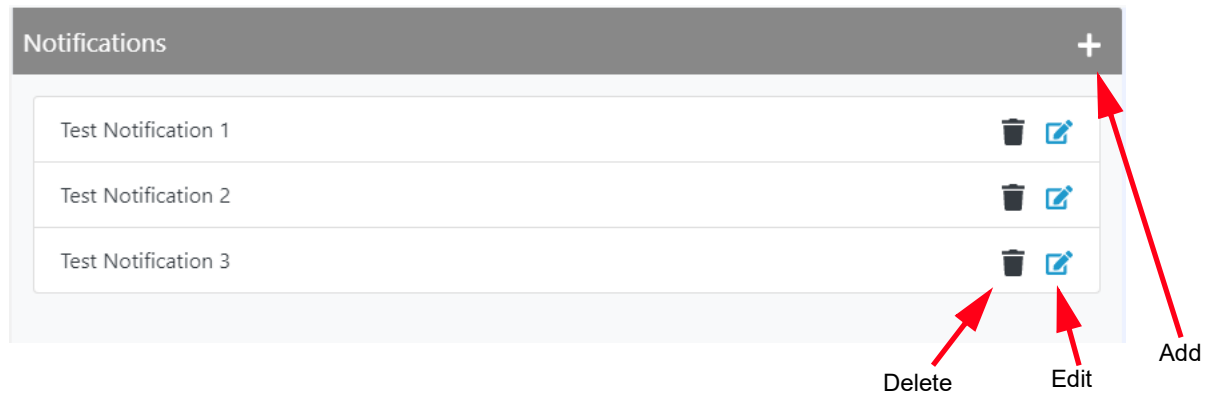 Notifications
Test Notification 1
Test Notification 2
Test Notification 3
Add
Delete
Edit